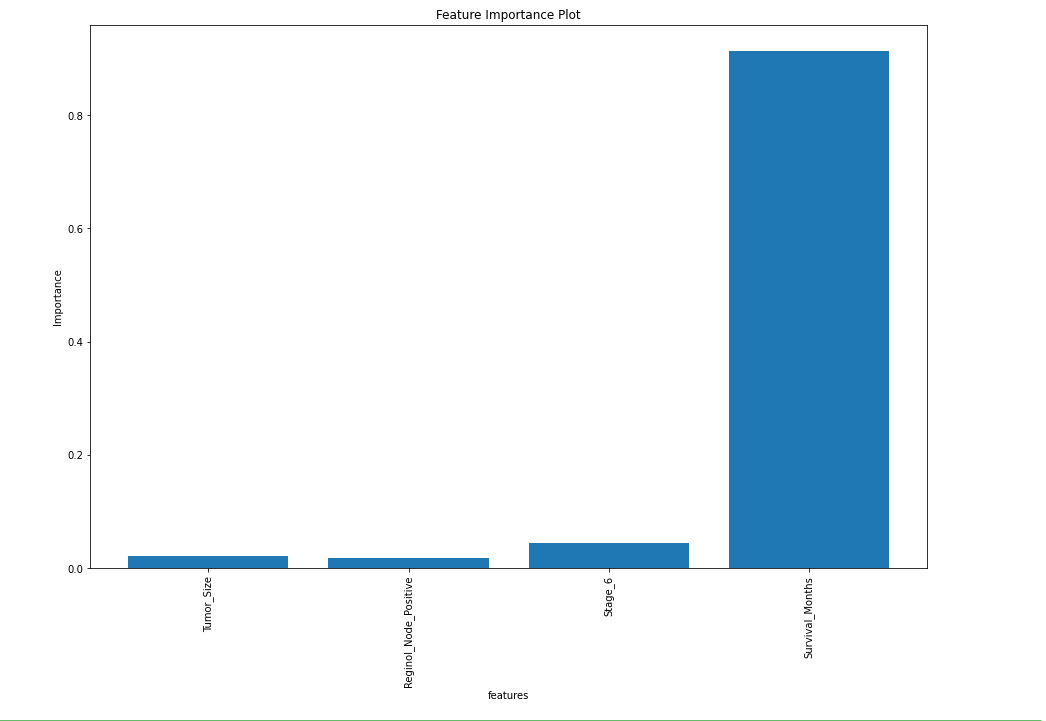 Feature Importance Plot
Importance
0.8
0.6
0.4
0.2
0.0
Tumor_Size
Reginol_Node_Positive
Stage_6
Survival_Months
features